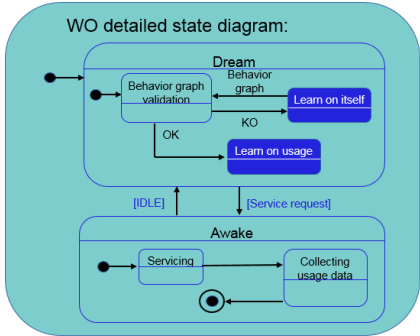 WO detailed state diagram:
Dream
Behavior graph
validation
Behavior
graph
Learn on itself
KO
OK
Learn on usage
[IDLE]
[Service request]
Awake
Servicing
Collecting
usage data